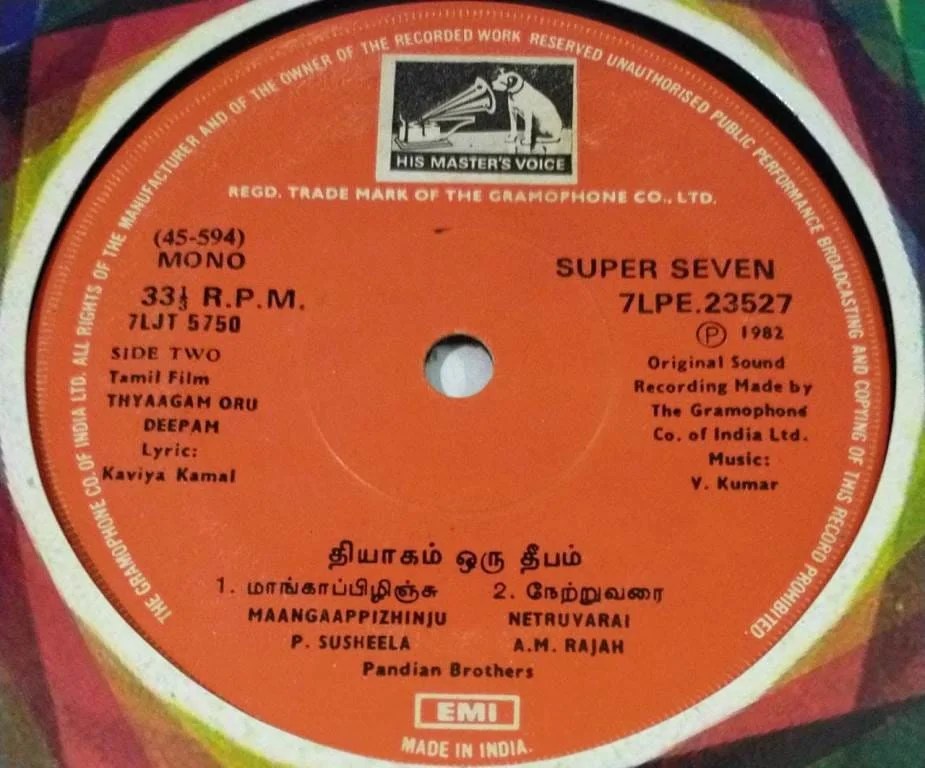 THE GRAMOPHONE CO. OF INDIA LTD. ALL RIGHTS OF THE MANUFACTURER AND OF THE OWNER OF THE RECORDED WORK RESERVED UNAUTHORISED PUBLIC PERFORMANCE BROADCASTING AND COPYING OF THIS RECORD PROHIBITED.
HIS MASTER'S VOICE
REGD. TRADE MARK OF THE GRAMOPHONE CO., LTD.
(45-594)
MONO
33⅓ R.P.M.
7LJT 5750
SIDE TWO
Tamil Film
THYAAGAM ORU
DEEPAM
Lyric:
Kaviya Kamal
SUPER SEVEN
7LPE.23527
Ⓟ 1982
Original Sound
Recording Made by
The Gramophone
Co. of India Ltd.
Music:
V. Kumar
தியாகம் ஒரு தீபம்
1. மாங்காப்பிழிஞ்சு 2. நேற்றுவரை
MAANGAAPPIZHINJU NETRUVARAI
P. SUSHEELA A.M. RAJAH
Pandian Brothers
EMI
MADE IN INDIA.